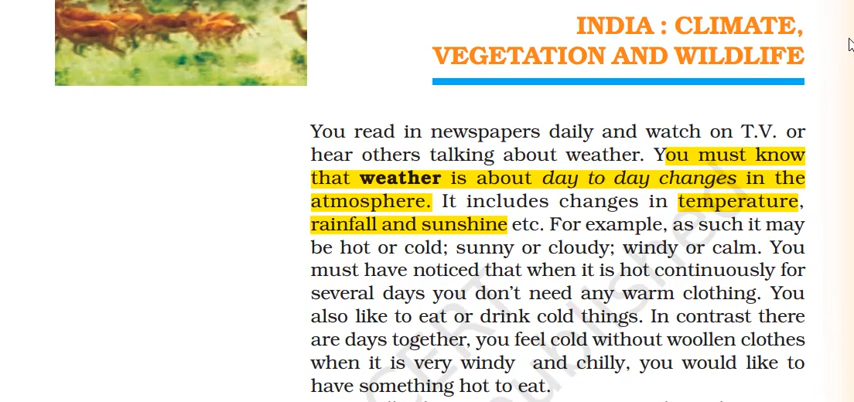 INDIA : CLIMATE,
VEGETATION AND WILDLIFE
You read in newspapers daily and watch on T.V. or
hear others talking about weather. You must know
that weather is about day to day changes in the
atmosphere. It includes changes in temperature,
rainfall and sunshine etc. For example, as such it may
be hot or cold; sunny or cloudy; windy or calm. You
must have noticed that when it is hot continuously for
several days you don't need any warm clothing. You
also like to eat or drink cold things. In contrast there
are days together, you feel cold without woollen clothes
when it is very windy and chilly, you would like to
have something hot to eat.